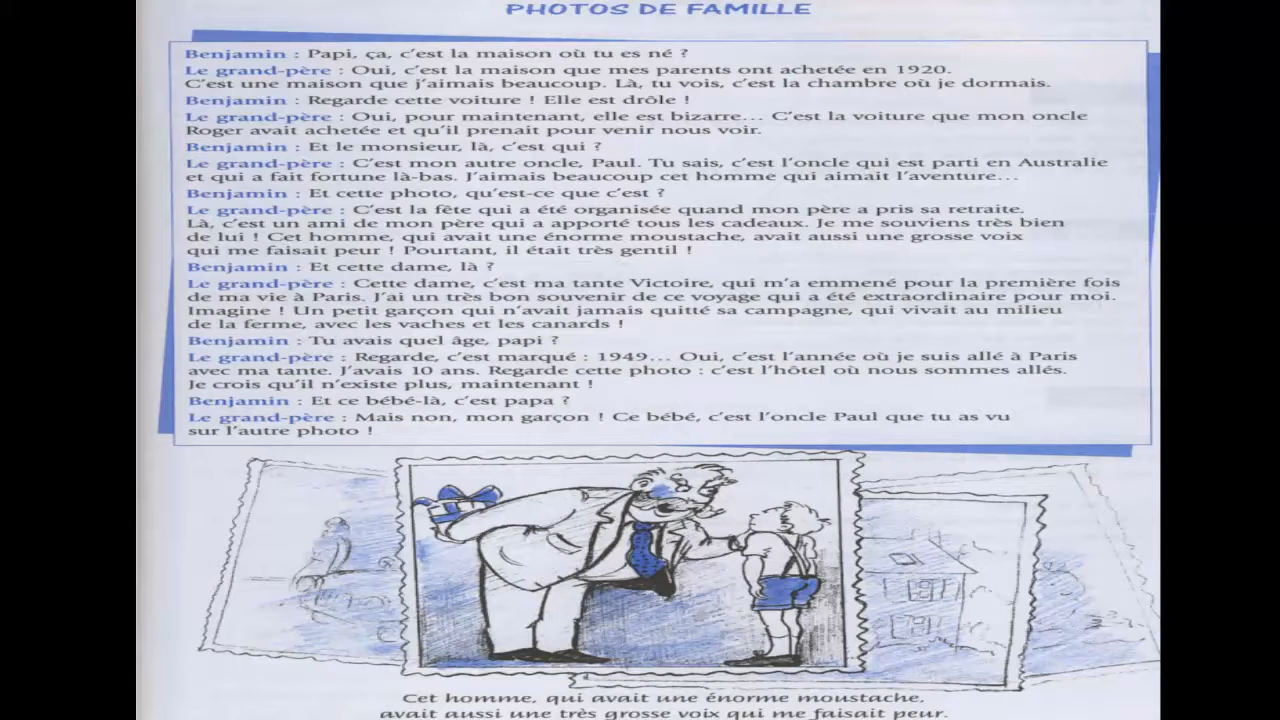 PHOTOS DE FAMILLE
Benjamin : Papi, ça, c'est la maison où tu es né ?
Le grand-père : Oui, c'est la maison que mes parents ont achetée en 1920.
C'est une maison que j'aimais beaucoup. Là, tu vois, c'est la chambre où je dormais.
Benjamin : Regarde cette voiture ! Elle est drôle !
Le grand-père : Oui, pour maintenant, elle est bizarre... C'est la voiture que mon oncle
Roger avait achetée et qu'il prenait pour venir nous voir.
Benjamin : Et le monsieur, là, c'est qui ?
Le grand-père : C'est mon autre oncle, Paul. Tu sais, c'est l'oncle qui est parti en Australie
et qui a fait fortune là-bas. J'aimais beaucoup cet homme qui aimait l'aventure...
Benjamin : Et cette photo, qu'est-ce que c'est ?
Le grand-père : C'est la fête qui a été organisée quand mon père a pris sa retraite.
Là, c'est un ami de mon père qui a apporté tous les cadeaux. Je me souviens très bien
de lui ! Cet homme, qui avait une énorme moustache, avait aussi une grosse voix
qui me faisait peur ! Pourtant, il était très gentil !
Benjamin : Et cette dame, là ?
Le grand-père : Cette dame, c'est ma tante Victoire, qui m'a emmené pour la première fois
de ma vie à Paris. J'ai un très bon souvenir de ce voyage qui a été extraordinaire pour moi.
Imagine ! Un petit garçon qui n'avait jamais quitté sa campagne, qui vivait au milieu
de la ferme, avec les vaches et les canards !
Benjamin : Tu avais quel âge, papi ?
Le grand-père : Regarde, c'est marqué : 1949... Oui, c'est l'année où je suis allé à Paris
avec ma tante. J'avais 10 ans. Regarde cette photo : c'est l'hôtel où nous sommes allés.
Je crois qu'il n'existe plus, maintenant !
Benjamin : Et ce bébé-là, c'est papa ?
Le grand-père : Mais non, mon garçon ! Ce bébé, c'est l'oncle Paul que tu as vu
sur l'autre photo !
Cet homme, qui avait une énorme moustache,
avait aussi une très grosse voix qui me faisait peur.